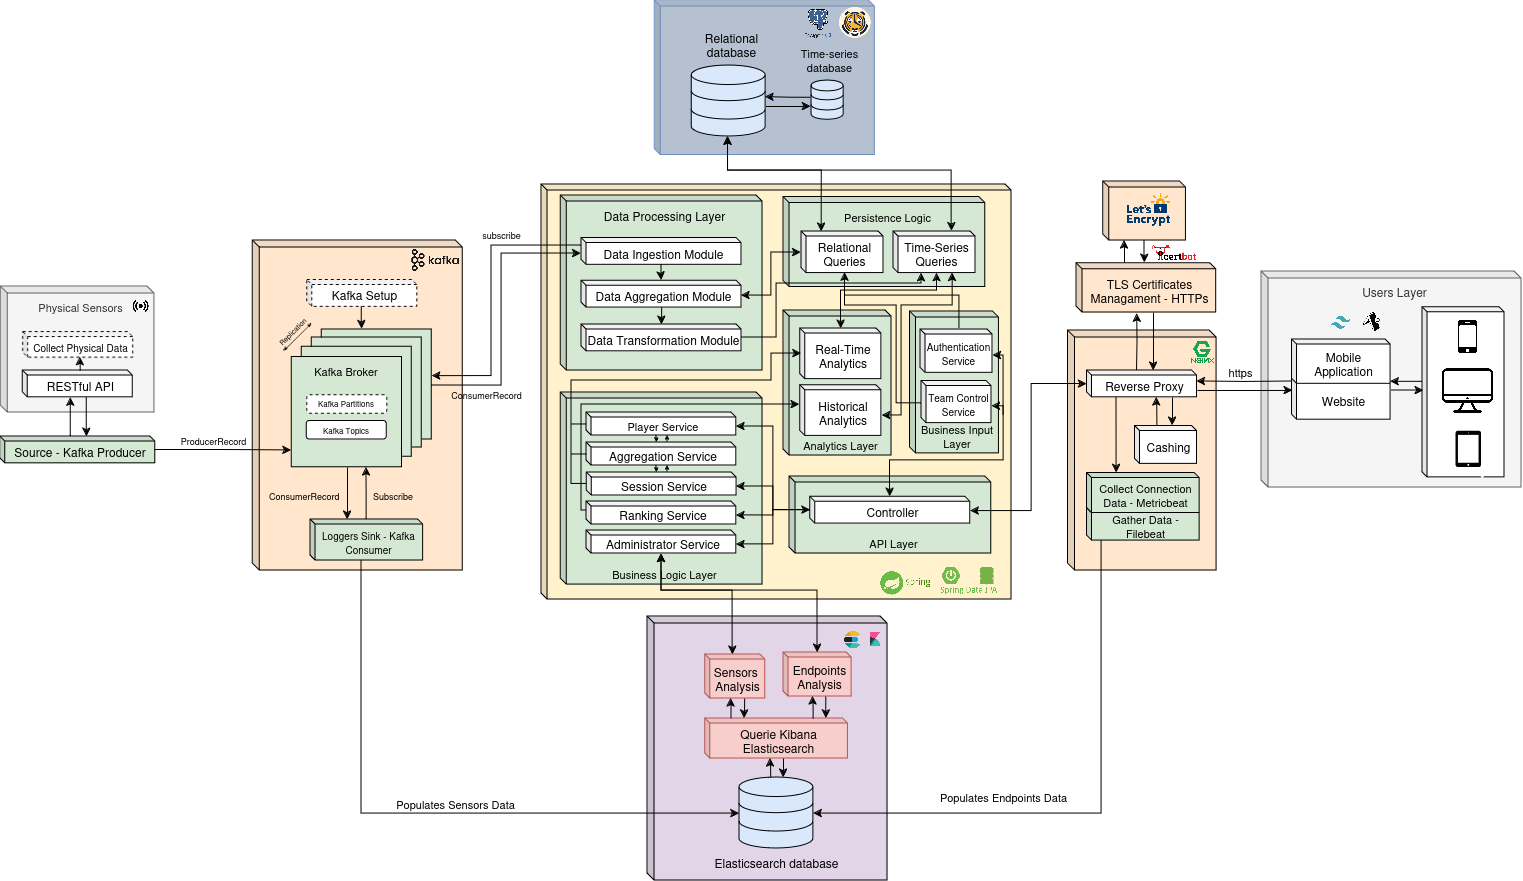 Relational
database
Time-series
database
Physical Sensors
Collect Physical Data
RESTful API
Source - Kafka Producer
ProducerRecord
kafka
Kafka Setup
Replication
Kafka Broker
Kafka Partitions
Kafka Topics
ConsumerRecord
Subscribe
Loggers Sink - Kafka
Consumer
subscribe
ConsumerRecord
Data Processing Layer
Data Ingestion Module
Data Aggregation Module
Data Transformation Module
Persistence Logic
Relational
Queries
Time-Series
Queries
Real-Time
Analytics
Historical
Analytics
Analytics Layer
Authentication
Service
Team Control
Service
Business Input
Layer
Player Service
Aggregation Service
Session Service
Ranking Service
Administrator Service
Business Logic Layer
Controller
API Layer
spring
Spring Data JPA
Let's
Encrypt
certbot
TLS Certificates
Managament - HTTPs
NGINX
Reverse Proxy
Cashing
Collect Connection
Data - Metricbeat
Gather Data -
Filebeat
https
Users Layer
Mobile
Application
Website
Sensors
Analysis
Endpoints
Analysis
Querie Kibana
Elasticsearch
Populates Sensors Data
Populates Endpoints Data
Elasticsearch database